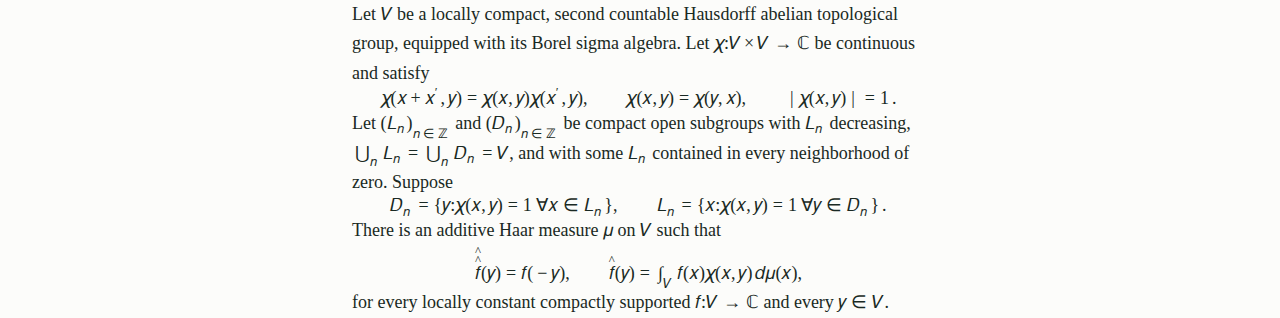 Let V be a locally compact, second countable Hausdorff abelian topological
group, equipped with its Borel sigma algebra. Let χ:V×V → ℂ be continuous
and satisfy
χ(x+x′,y)=χ(x,y)χ(x′,y), χ(x,y)=χ(y,x), |χ(x,y)|=1.
Let (Lₙ)_{n∈ℤ} and (Dₙ)_{n∈ℤ} be compact open subgroups with Lₙ decreasing,
⋃ₙ Lₙ = ⋃ₙ Dₙ = V, and with some Lₙ contained in every neighborhood of
zero. Suppose
Dₙ={y:χ(x,y)=1 ∀x∈Lₙ}, Lₙ={x:χ(x,y)=1 ∀y∈Dₙ}.
There is an additive Haar measure μ on V such that
f̂̂(y)=f(−y), f̂(y)=∫_V f(x)χ(x,y)dμ(x),
for every locally constant compactly supported f:V → ℂ and every y∈V.